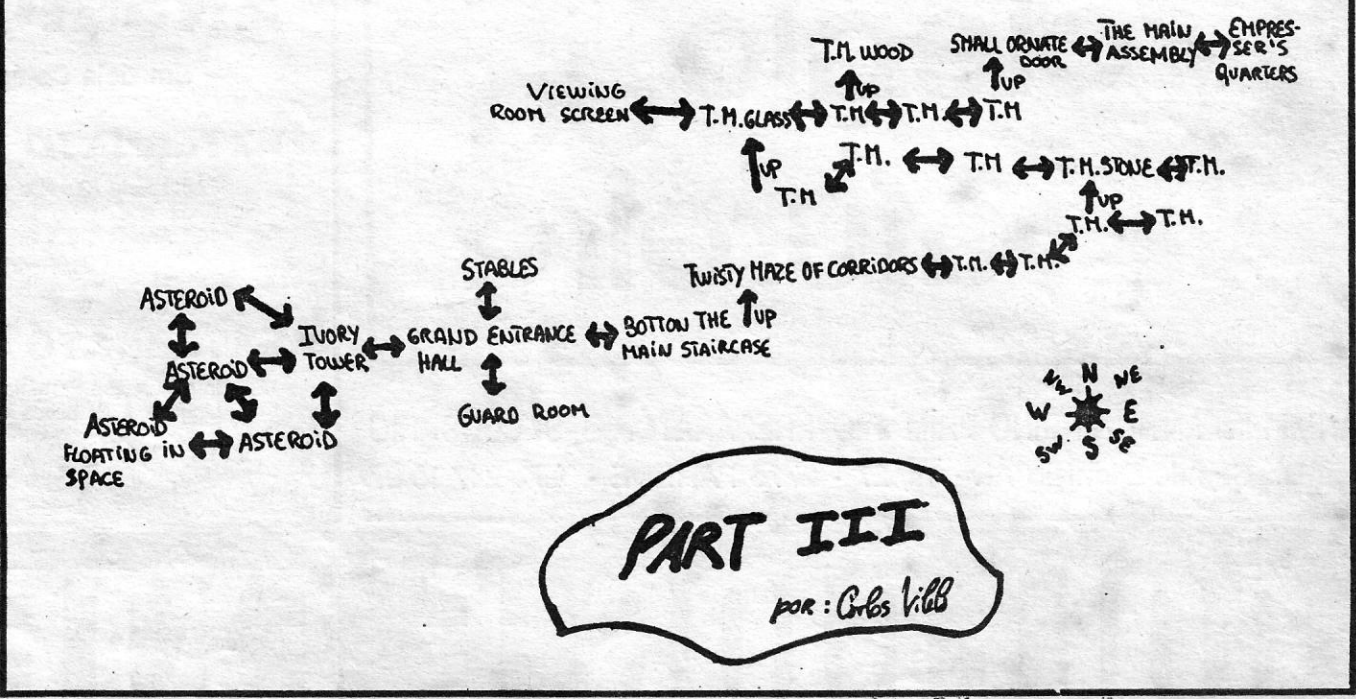 T.M. WOOD
SMALL ORNATE
DOOR
THE MAIN
ASSEMBLY
EMPRES-
SER'S
QUARTERS
UP
UP
VIEWING
ROOM SCREEN
T.M. GLASS
T.M
T.M.
T.M
UP
T.M
T.M.
T.M
T.M. STONE
T.M.
UP
T.M.
T.M.
TWISTY MAZE OF CORRIDORS
T.M.
T.M.
STABLES
ASTEROID
IVORY
TOWER
GRAND ENTRANCE
HALL
BOTTON THE
MAIN STAIRCASE
UP
ASTEROID
GUARD ROOM
ASTEROID
FLOATING IN
SPACE
ASTEROID
N
NW
NE
W
E
SW
S
SE
PART III
POR: Carlos